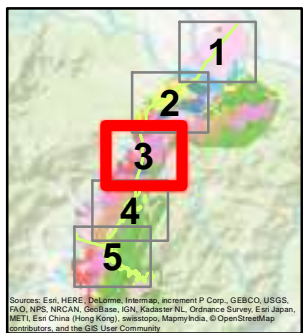 1
2
3
4
5
Sources: Esri, HERE, DeLorme, Intermap, increment P Corp., GEBCO, USGS,
FAO, NPS, NRCAN, GeoBase, IGN, Kadaster NL, Ordnance Survey, Esri Japan,
METI, Esri China (Hong Kong), swisstopo, MapmyIndia, © OpenStreetMap
contributors, and the GIS User Community